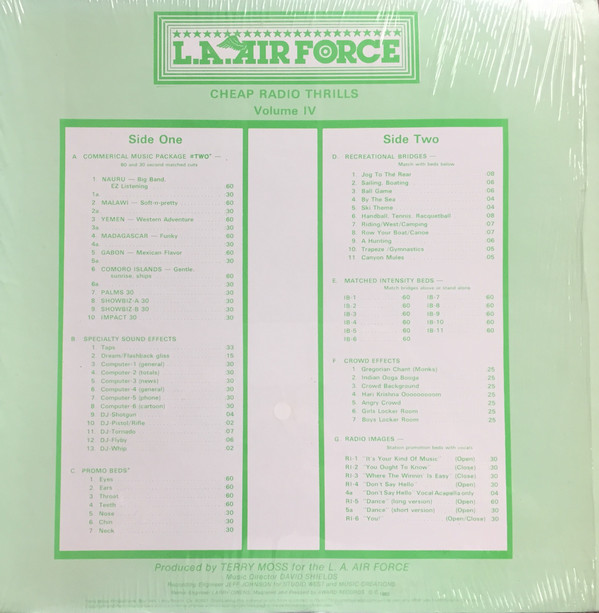 L.A. AIR FORCE
CHEAP RADIO THRILLS
Volume IV
Side One
A. COMMERICAL MUSIC PACKAGE #TWO* —
60 and 30 second matched cuts
1 NAURU — Big Band,
EZ Listening 60
1a 30
2 MALAWI — Soft-n-pretty 60
2a 30
3 YEMEN — Western Adventure 60
3a 30
4 MADAGASCAR — Funky 60
4a 30
5 GABON — Mexican Flavor 60
5a 30
6 COMORO ISLANDS — Gentle,
sunrise, ships 60
6a 30
7 PALMS 30 30
8 SHOWBIZ-A 30 30
9 SHOWBIZ-B 30 30
10 IMPACT 30 30
B. SPECIALTY SOUND EFFECTS
1 Taps 33
2 Dream/Flashback gliss 15
3 Computer-1 (general) 30
4 Computer-2 (totals) 30
5 Computer-3 (news) 30
6 Computer-4 (general) 30
7 Computer-5 (phone) 30
8 Computer-6 (cartoon) 30
9 DJ-Shotgun 04
10 DJ-Pistol/Rifle 02
11 DJ-Tornado 07
12 DJ-Flybs 06
13 DJ-Whip 02
C. PROMO BEDS*
1 Eyes 60
2 Ears 60
3 Throat 60
4 Teeth 60
5 Nose 30
6 Chin 30
7 Neck 30
Side Two
D. RECREATIONAL BRIDGES —
Match with beds below
1. Jog To The Rear 08
2. Sailing, Boating 06
3. Ball Game 06
4. By The Sea 04
5. Ski Theme 04
6. Handball, Tennis, Racquetball 08
7. Riding/West/Camping 07
8. Row Your Boat/Canoe 07
9. A Hunting 06
10. Trapeze/Gymnastics 05
11. Canyon Mules 05
E. MATCHED INTENSITY BEDS —
Match bridges above or stand alone
IB-1 60 IB-7 60
IB-2 60 IB-8 60
IB-3 60 IB-9 60
IB-4 60 IB-10 60
IB-5 60 IB-11 60
IB-6 60
F. CROWD EFFECTS
1. Gregorian Chant (Monks) 25
2. Indian Ooga Booga 25
3. Crowd Background 25
4. Hari Krishna 25
5. Angry Crowd 25
6. Girls Locker Room 25
7. Boys Locker Room 25
G. RADIO IMAGES —
Station promotion beds (with vocal)
RI-1 "It's Your Kind Of Music" (Open) 30
RI-2 "You Ought To Know" (Close) 30
RI-3 "Where The Winnin' Is Easy (Close) 30
RI-4 "Don't Say Hello" (Open) 30
4a "Don't Say Hello" Vocal Acapella only 04
RI-5 "Dance" (long version) (Open) 60
5a "Dance" (short version) (Open) 30
RI-6 "You" (Open/Close) 30
Produced by TERRY MOSS for the L. A. AIR FORCE
Music Director DAVID SHIELDS